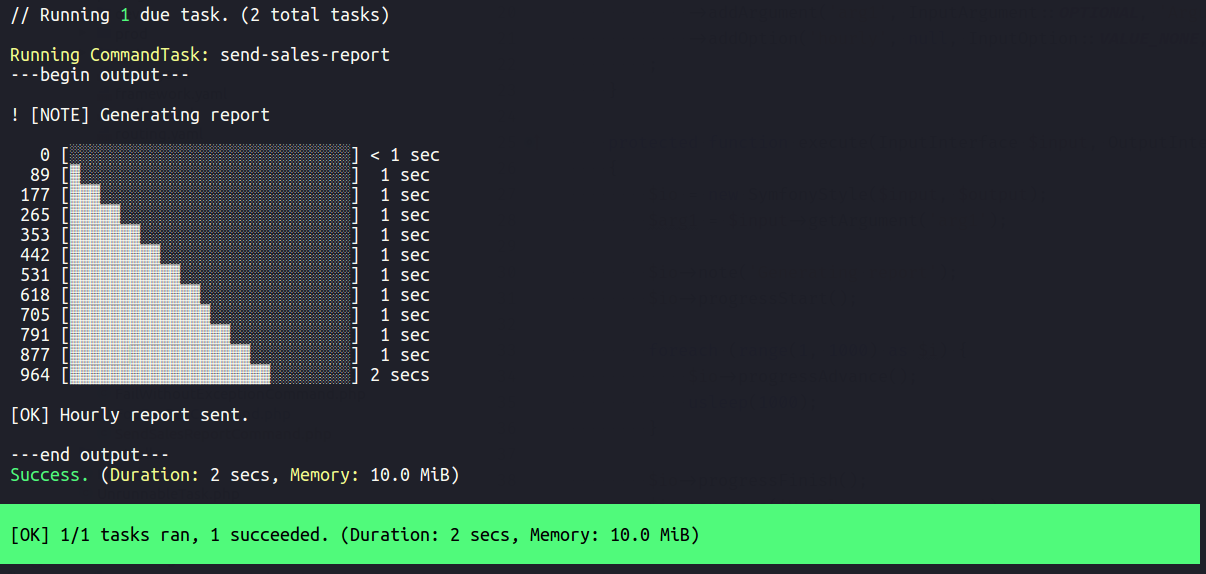 // Running 1 due task. (2 total tasks)
Running CommandTask: send-sales-report
---begin output---
! [NOTE] Generating report
0 [░░░░░░░░░░░░░░░░░░░░░░░░░░░░] < 1 sec
89 [▓░░░░░░░░░░░░░░░░░░░░░░░░░░░] 1 sec
177 [▓▓▓░░░░░░░░░░░░░░░░░░░░░░░░░] 1 sec
265 [▓▓▓▓▓░░░░░░░░░░░░░░░░░░░░░░░] 1 sec
353 [▓▓▓▓▓▓▓░░░░░░░░░░░░░░░░░░░░░] 1 sec
442 [▓▓▓▓▓▓▓▓▓░░░░░░░░░░░░░░░░░░░] 1 sec
531 [▓▓▓▓▓▓▓▓▓▓▓░░░░░░░░░░░░░░░░░] 1 sec
618 [▓▓▓▓▓▓▓▓▓▓▓▓▓░░░░░░░░░░░░░░░] 1 sec
705 [▓▓▓▓▓▓▓▓▓▓▓▓▓▓░░░░░░░░░░░░░░] 1 sec
791 [▓▓▓▓▓▓▓▓▓▓▓▓▓▓▓▓░░░░░░░░░░░░] 1 sec
877 [▓▓▓▓▓▓▓▓▓▓▓▓▓▓▓▓▓▓░░░░░░░░░░] 1 sec
964 [▓▓▓▓▓▓▓▓▓▓▓▓▓▓▓▓▓▓▓▓░░░░░░░░] 2 secs
[OK] Hourly report sent.
---end output---
Success. (Duration: 2 secs, Memory: 10.0 MiB)
[OK] 1/1 tasks ran, 1 succeeded. (Duration: 2 secs, Memory: 10.0 MiB)